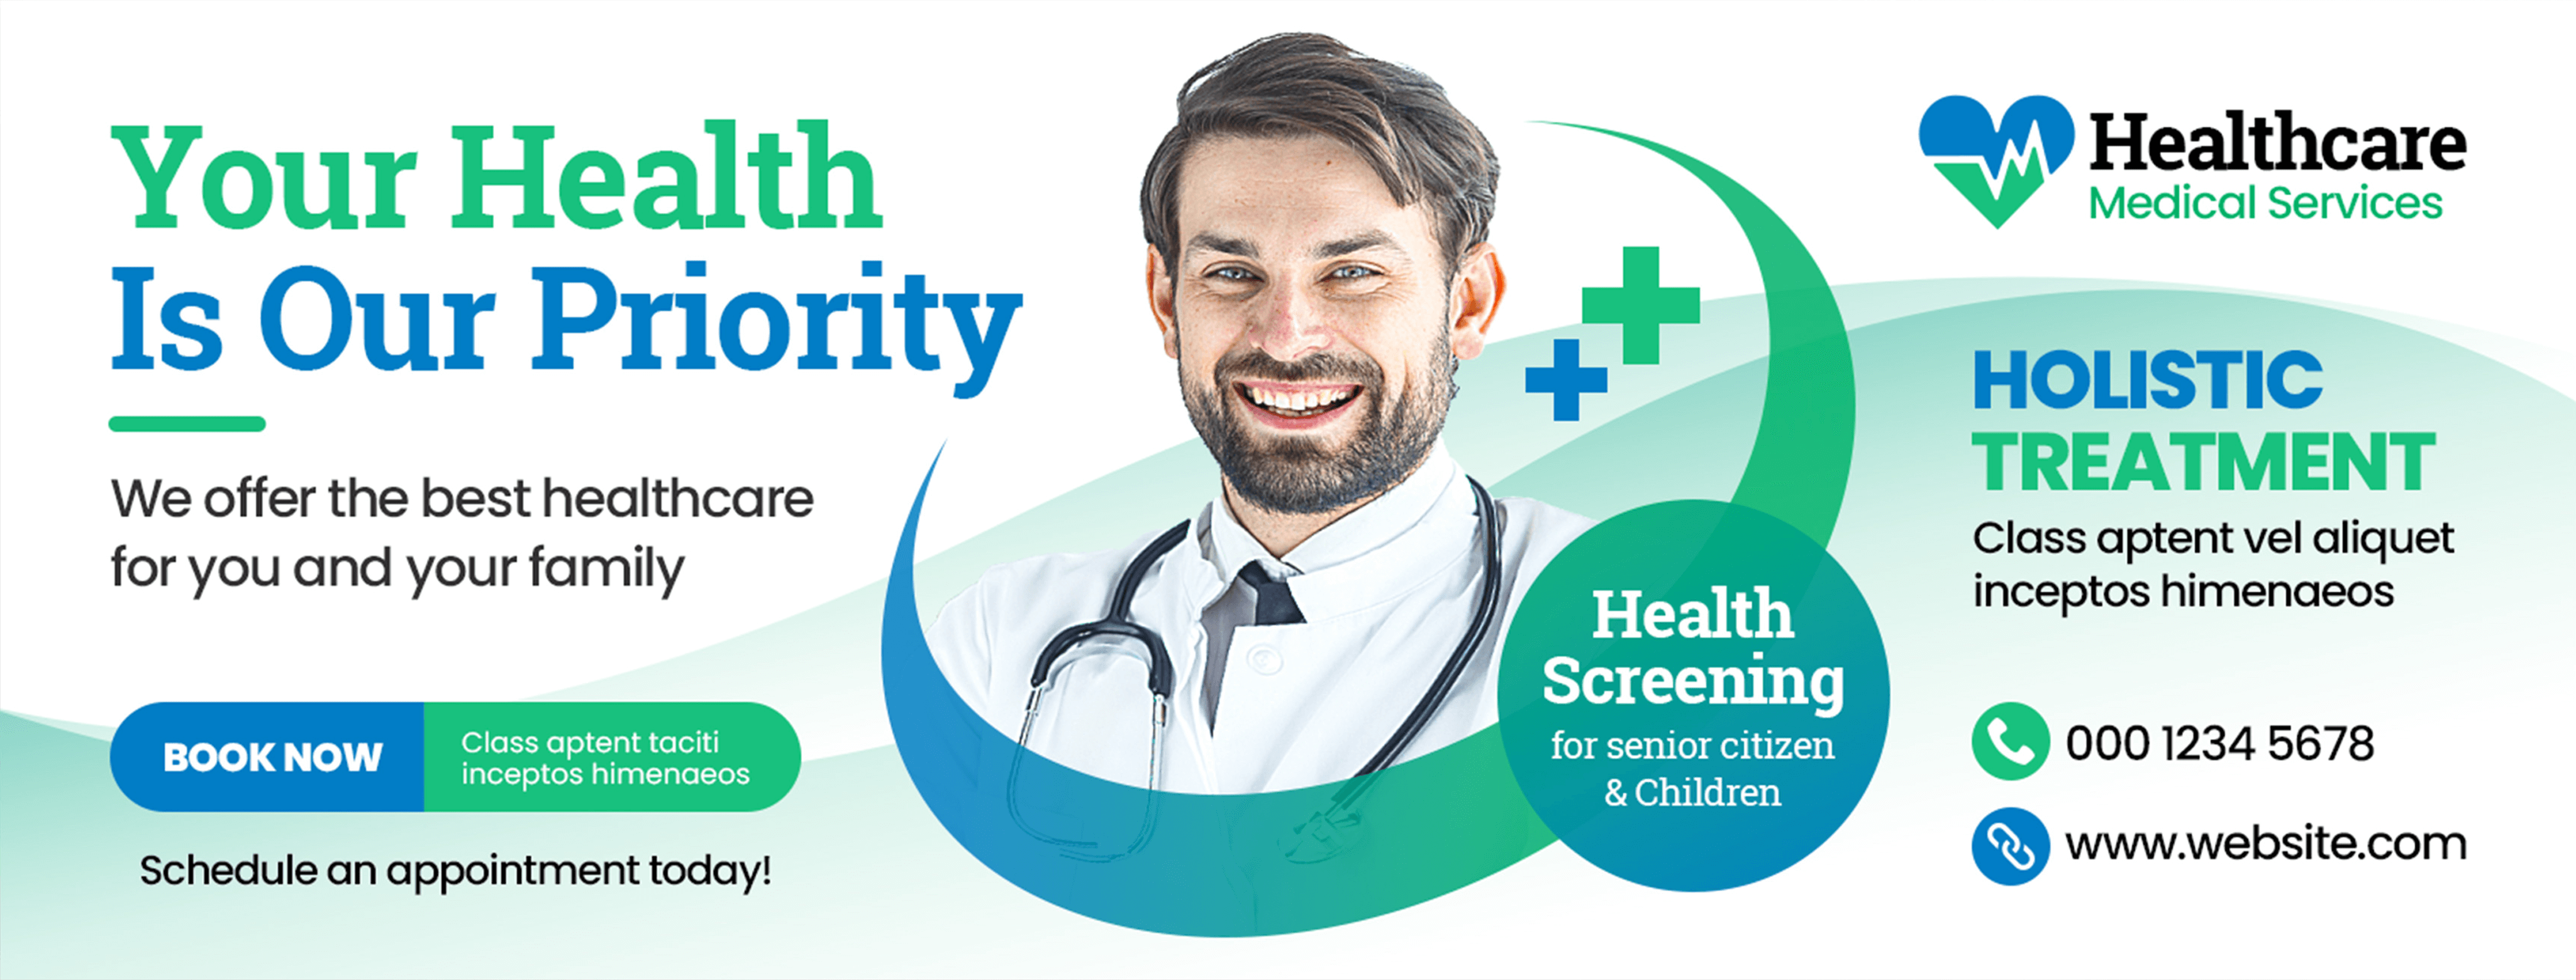 Your Health
Is Our Priority
We offer the best healthcare
for you and your family
BOOK NOW
Class aptent taciti
inceptos himenaeos
Schedule an appointment today!
Health
Screening
for senior citizen
& Children
Healthcare
Medical Services
HOLISTIC
TREATMENT
Class aptent vel aliquet
inceptos himenaeos
000 1234 5678
www.website.com